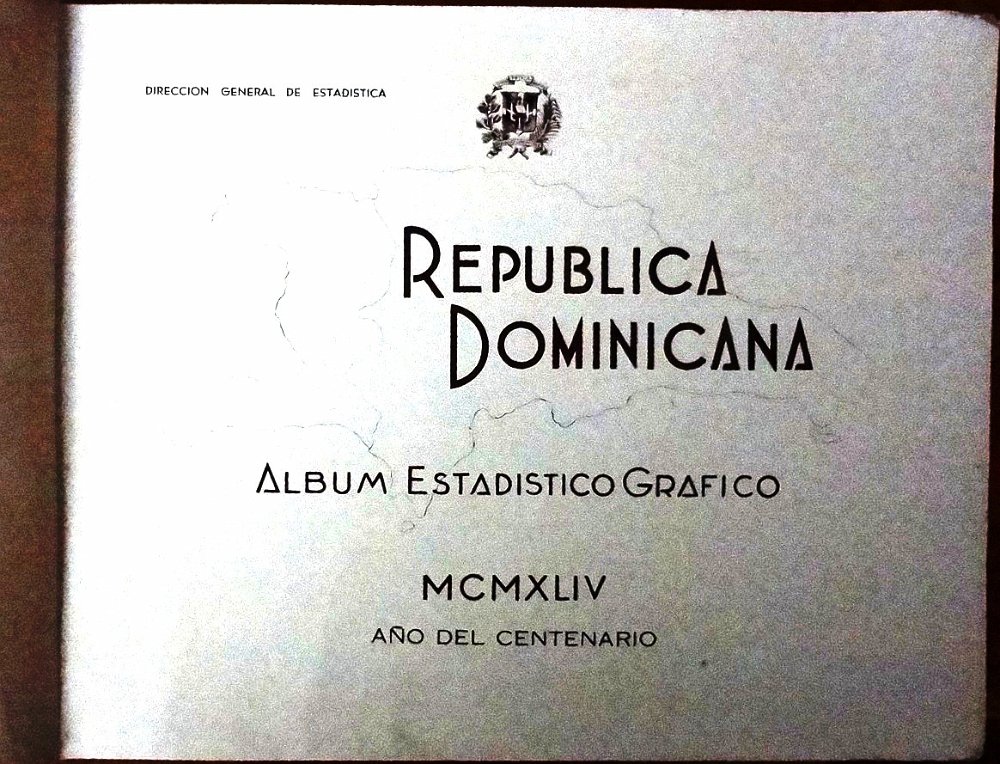 DIRECCION GENERAL DE ESTADISTICA
REPUBLICA
DOMINICANA
ALBUM ESTADISTICO GRAFICO
MCMXLIV
AÑO DEL CENTENARIO